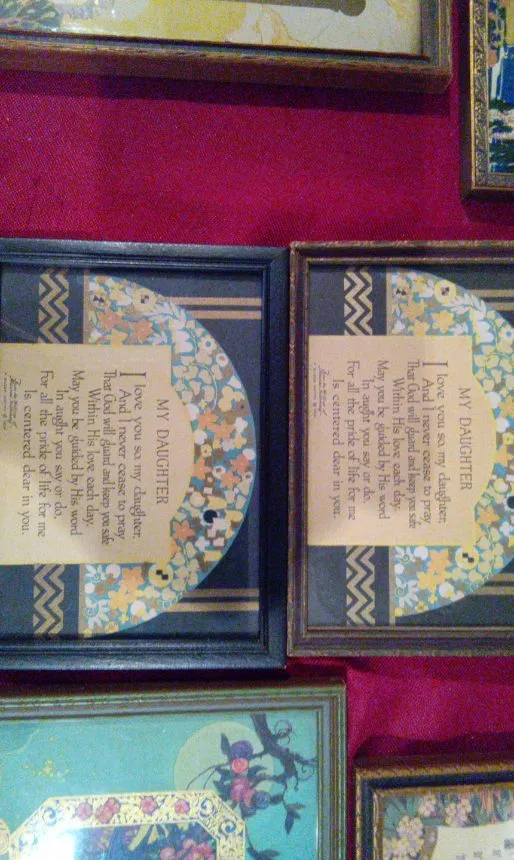 MY DAUGHTER
I love you so, my daughter,
And I never cease to pray
That God will guard and keep you safe
Within His love each day.
May you be guided by His word
In aught you say or do,
For all the pride of life for me
Is centered dear in you.
MY DAUGHTER
I love you so, my daughter,
And I never cease to pray
That God will guard and keep you safe
Within His love each day.
May you be guided by His word
In aught you say or do,
For all the pride of life for me
Is centered dear in you.